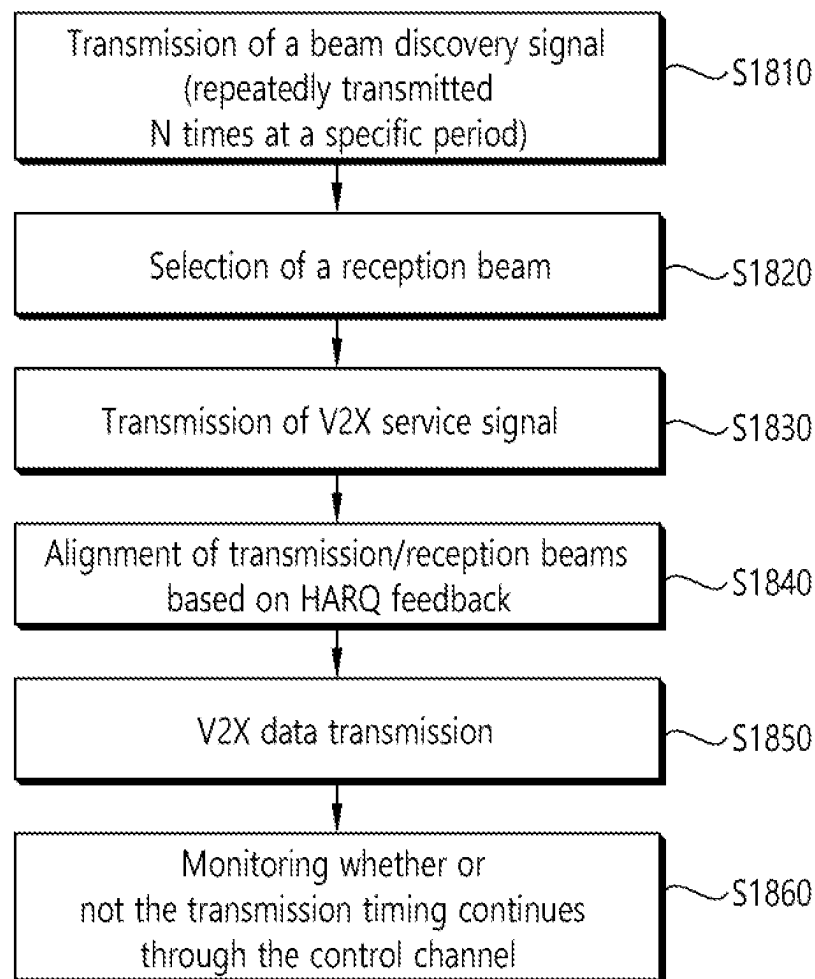 Transmission of a beam discovery signal
(repeatedly transmitted
N times at a specific period)
S1810
Selection of a reception beam
S1820
Transmission of V2X service signal
S1830
Alignment of transmission/reception beams
based on HARQ feedback
S1840
V2X data transmission
S1850
Monitoring whether or
not the transmission timing continues
through the control channel
S1860